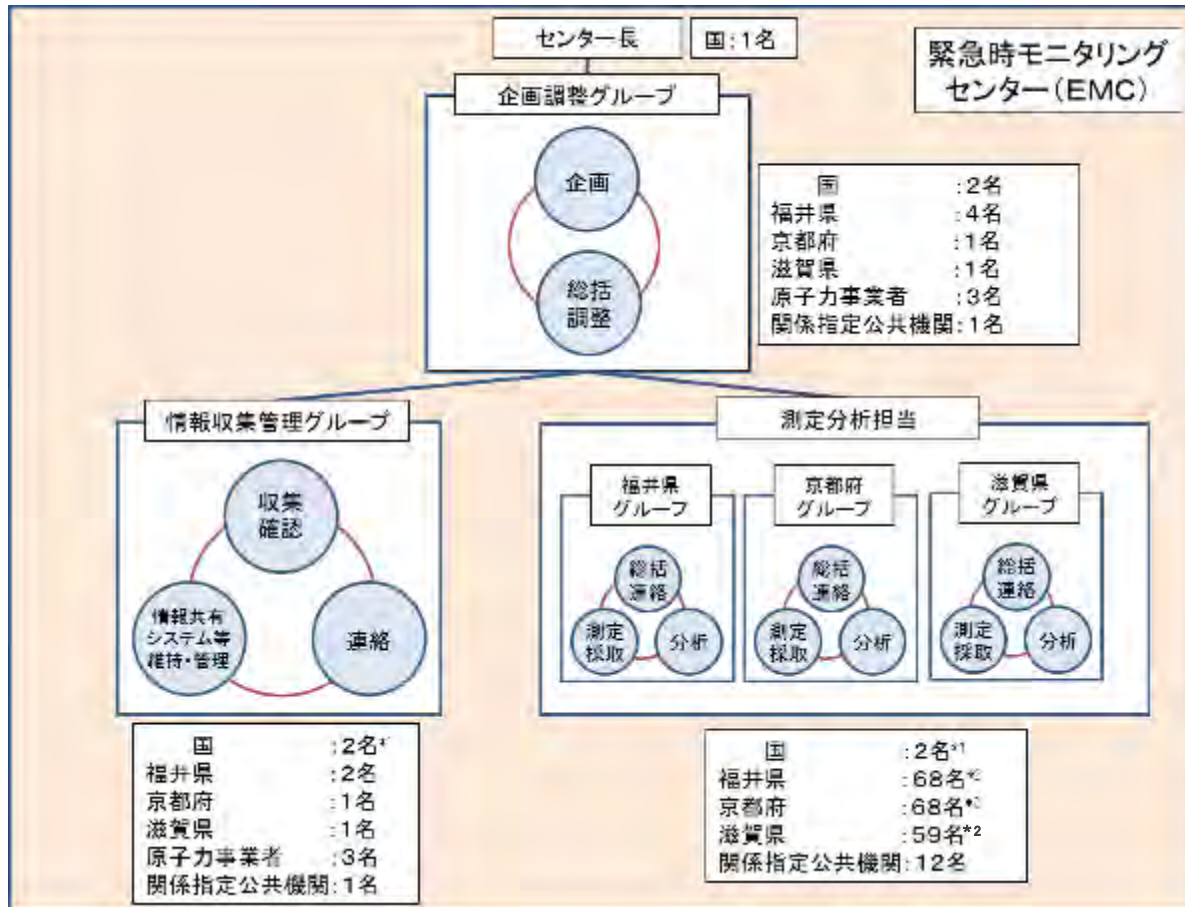 センター長
国:1名
緊急時モニタリング
センター(EMC)
企画調整グループ
企画
総括
調整
国 :2名
福井県 :4名
京都府 :1名
滋賀県 :1名
原子力事業者 :3名
関係指定公共機関:1名
情報収集管理グループ
収集
確認
情報共有
システム等
維持・管理
連絡
国 :2名
福井県 :2名
京都府 :1名
滋賀県 :1名
原子力事業者 :3名
関係指定公共機関:1名
測定分析担当
福井県
グループ
総括
連絡
測定
採取
分析
京都府
グループ
総括
連絡
測定
採取
分析
滋賀県
グループ
総括
連絡
測定
採取
分析
国 :2名*1
福井県 :68名
京都府 :68名
滋賀県 :59名*2
関係指定公共機関:12名